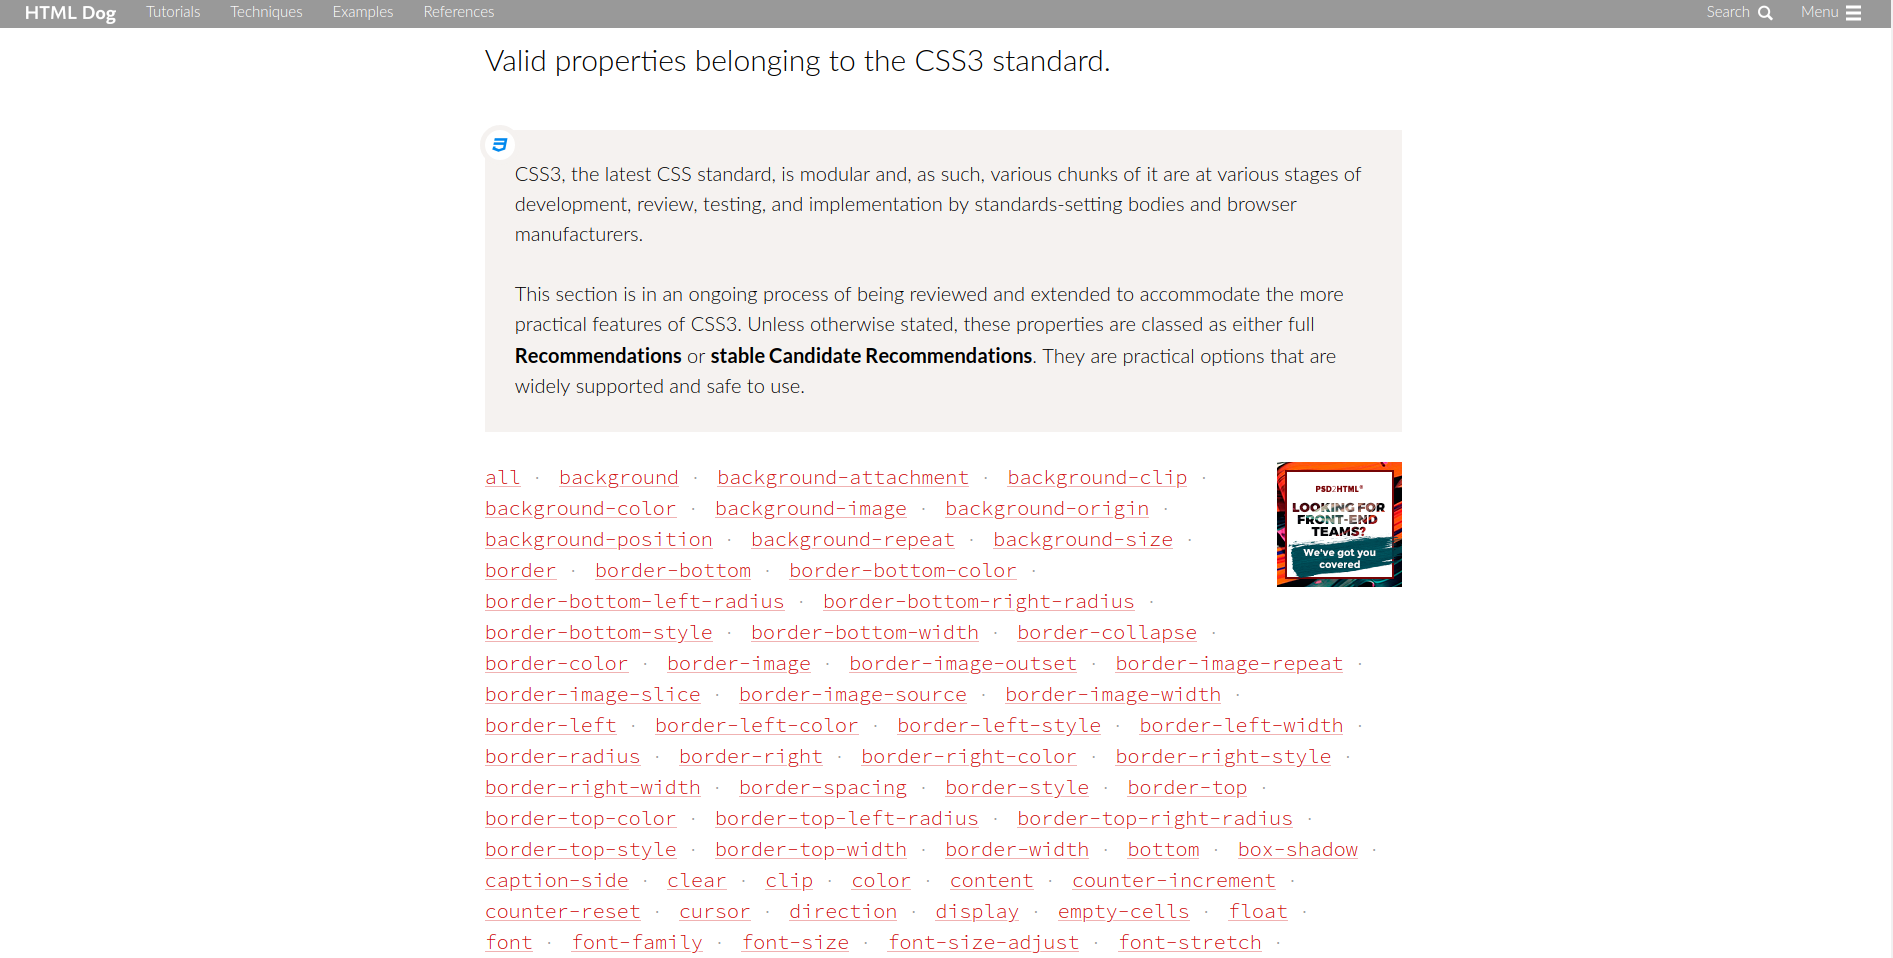 HTML Dog Tutorials Techniques Examples References Search Menu
Valid properties belonging to the CSS3 standard.
CSS3, the latest CSS standard, is modular and, as such, various chunks of it are at various stages of
development, review, testing, and implementation by standards-setting bodies and browser
manufacturers.
This section is in an ongoing process of being reviewed and extended to accommodate the more
practical features of CSS3. Unless otherwise stated, these properties are classed as either full
Recommendations or stable Candidate Recommendations. They are practical options that are
widely supported and safe to use.
all · background · background-attachment · background-clip ·
background-color · background-image · background-origin ·
background-position · background-repeat · background-size ·
border · border-bottom · border-bottom-color ·
border-bottom-left-radius · border-bottom-right-radius ·
border-bottom-style · border-bottom-width · border-collapse ·
border-color · border-image · border-image-outset · border-image-repeat ·
border-image-slice · border-image-source · border-image-width ·
border-left · border-left-color · border-left-style · border-left-width ·
border-radius · border-right · border-right-color · border-right-style ·
border-right-width · border-spacing · border-style · border-top ·
border-top-color · border-top-left-radius · border-top-right-radius ·
border-top-style · border-top-width · border-width · bottom · box-shadow ·
caption-side · clear · clip · color · content · counter-increment ·
counter-reset · cursor · direction · display · empty-cells · float ·
font · font-family · font-size · font-size-adjust · font-stretch ·
PSD2HTML®
LOOKING FOR
FRONT-END
TEAMS?
We've got you
covered